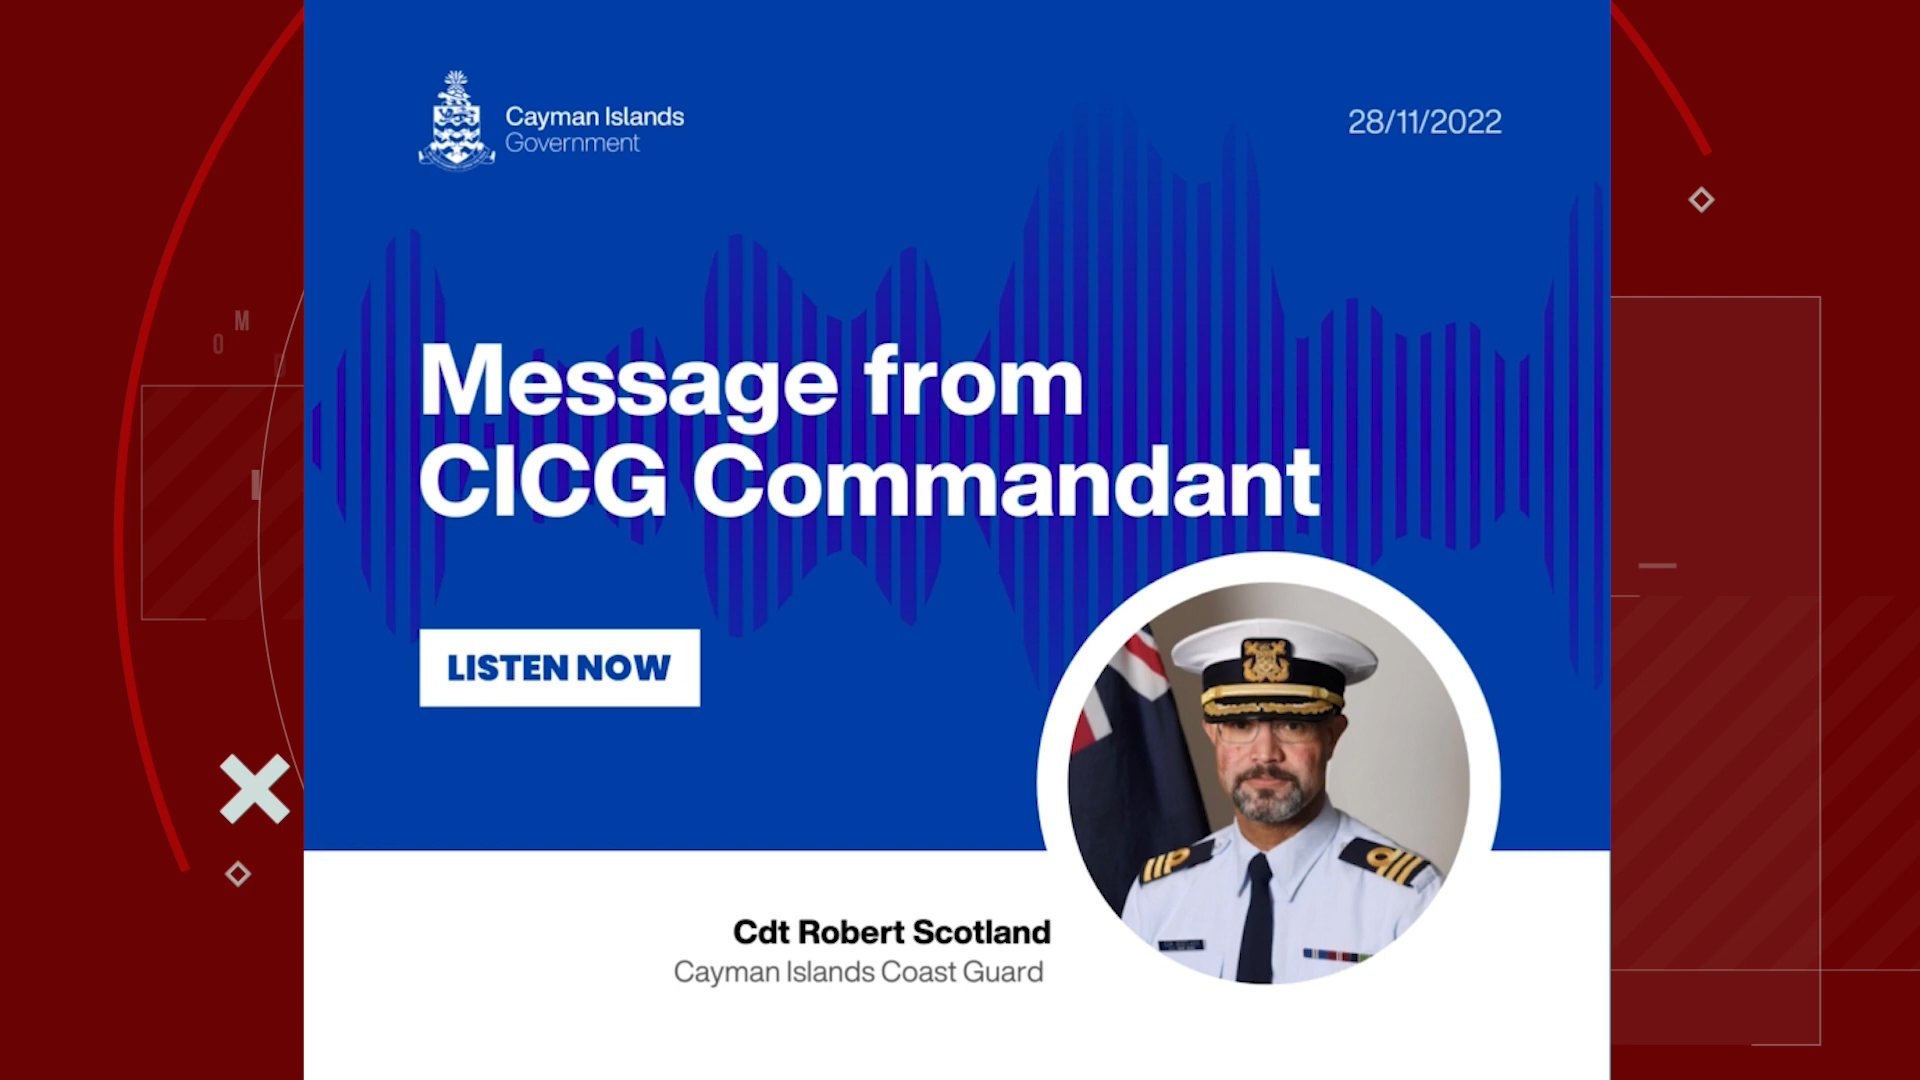 Cayman Islands
Government
28/11/2022
Message from
CICG Commandant
LISTEN NOW
Cdt Robert Scotland
Cayman Islands Coast Guard
M
O